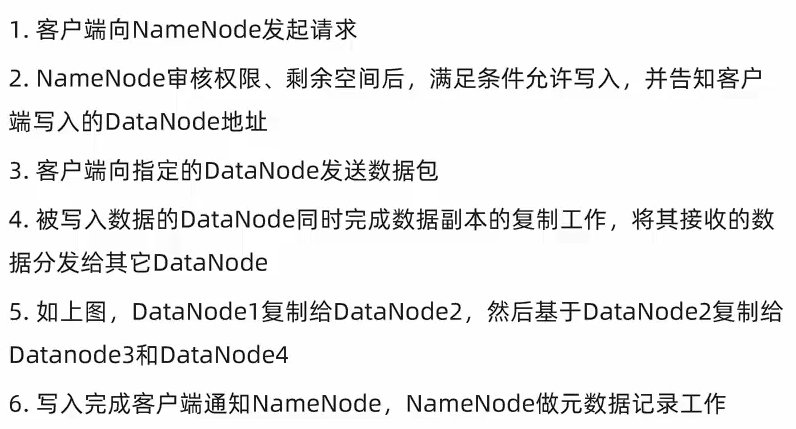 1. 客户端向NameNode发起请求
2. NameNode审核权限、剩余空间后，满足条件允许写入，并告知客户
端写入的DataNode地址
3. 客户端向指定的DataNode发送数据包
4. 被写入数据的DataNode同时完成数据副本的复制工作，将其接收的数
据分发给其它DataNode
5. 如上图，DataNode1复制给DataNode2，然后基于DataNode2复制给
Datanode3和DataNode4
6. 写入完成客户端通知NameNode，NameNode做元数据记录工作